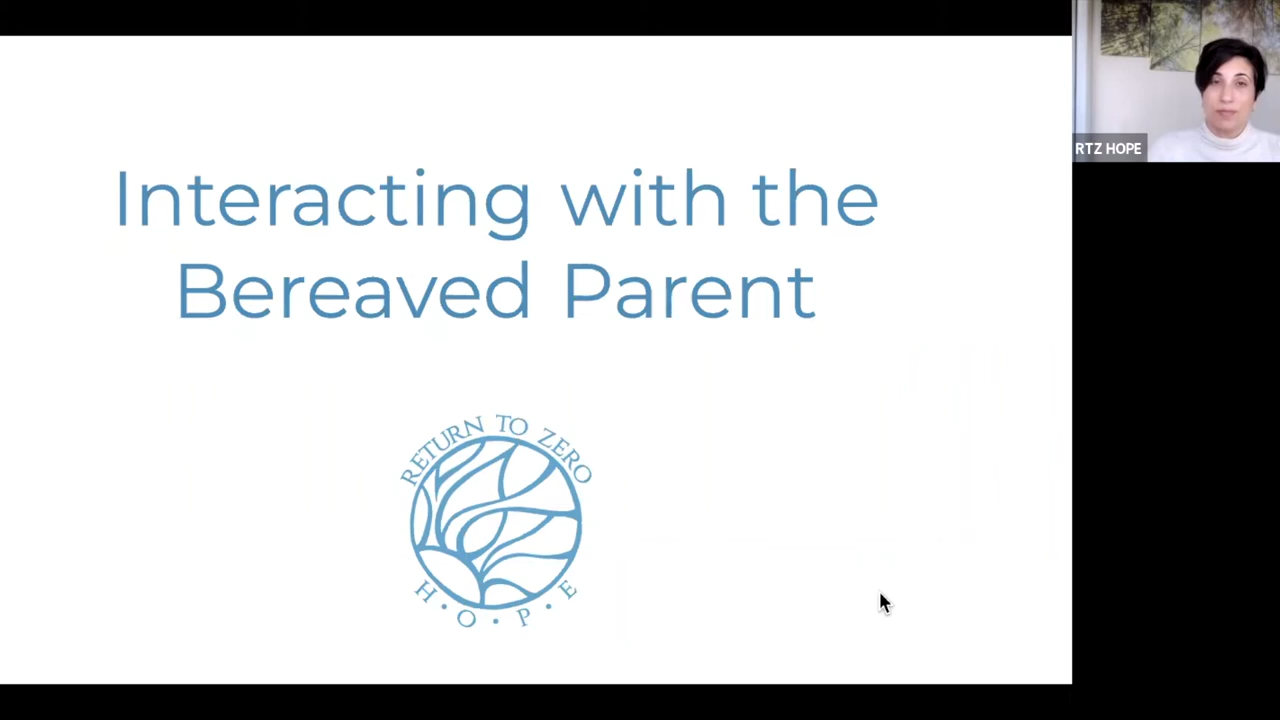 Interacting with the
Bereaved Parent
RETURN TO ZERO
H•O•P•E
RTZ HOPE